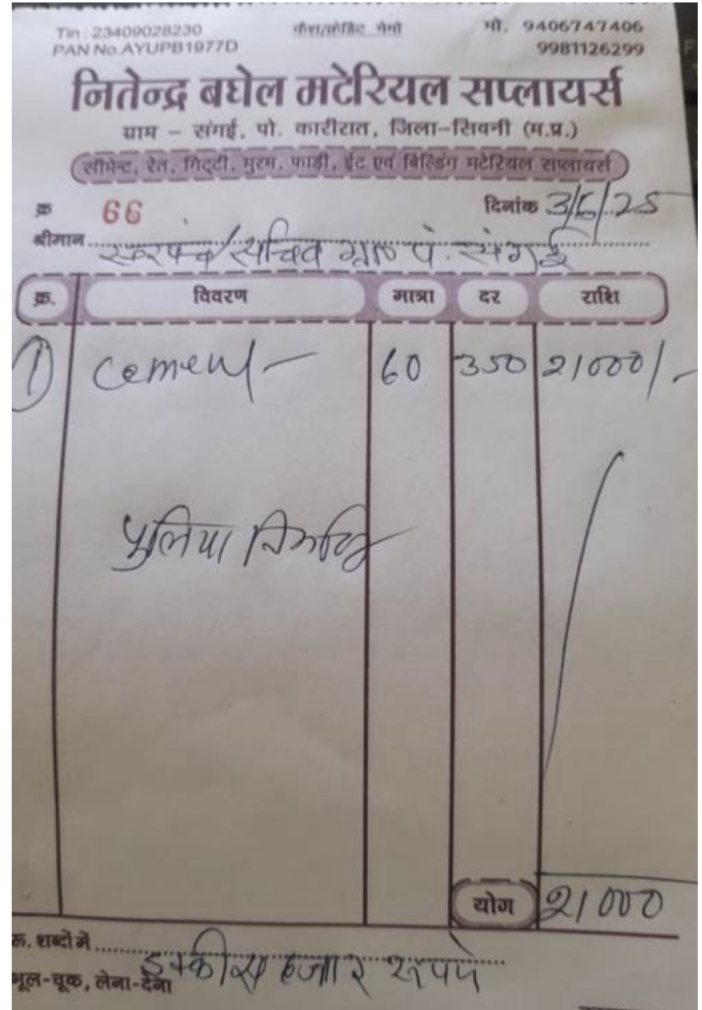 Tin : 23409028230 कैश/क्रेडिट मेमो मो. 9406747406
PAN No.AYUPB1977D 9981126299
नितेन्द्र बघेल मटेरियल सप्लायर्स
ग्राम – संगई, पो. कारीरात, जिला–सिवनी (म.प्र.)
सीमेन्ट, रेत, गिट्टी, मुरम, फाड़ी, ईट एवं बिल्डिंग मटेरियल सप्लायर्स
क्र 66 दिनांक 3/6/25
श्रीमान सरपंच/सचिव ग्रा० पं. संगई
क्र. विवरण मात्रा दर राशि
① Cement – 60 350 21000/-
पुलिया निर्माण
योग 21000
रू. शब्दों में इक्कीस हजार रूपये
भूल-चूक, लेना-देना